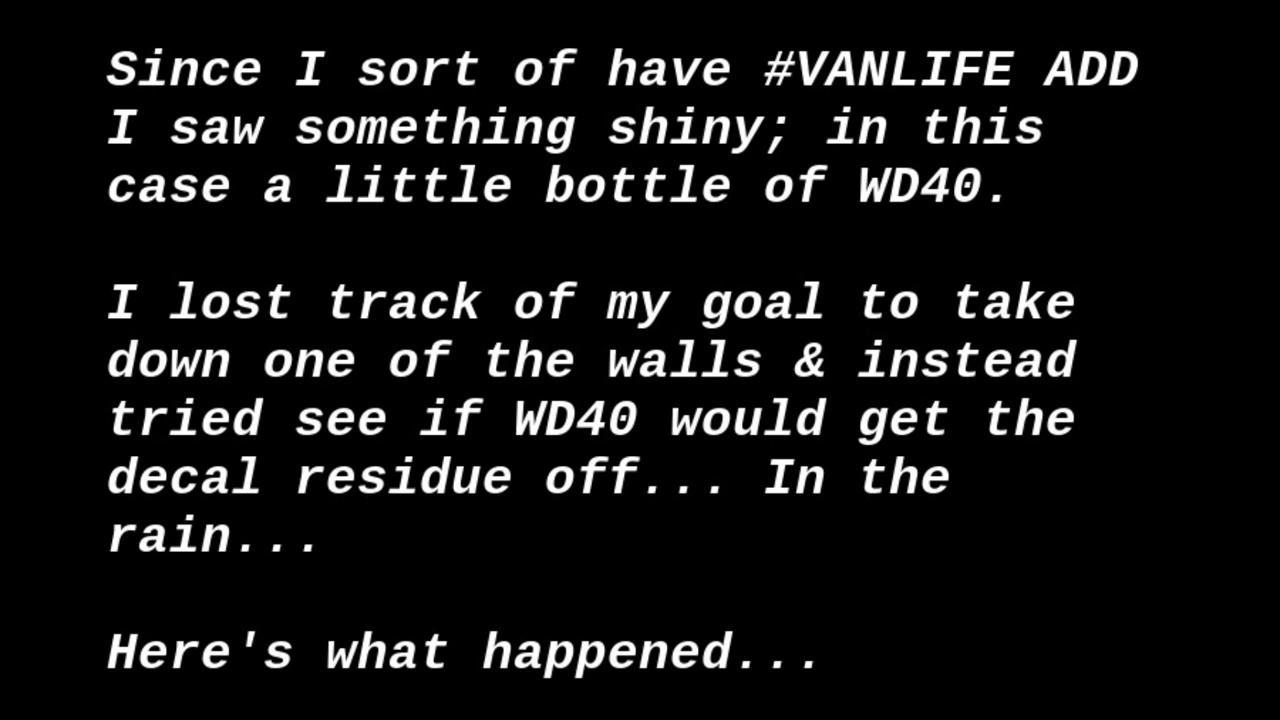 Since I sort of have #VANLIFE ADD
I saw something shiny; in this
case a little bottle of WD40.
I lost track of my goal to take
down one of the walls & instead
tried see if WD40 would get the
decal residue off... In the
rain...
Here's what happened...